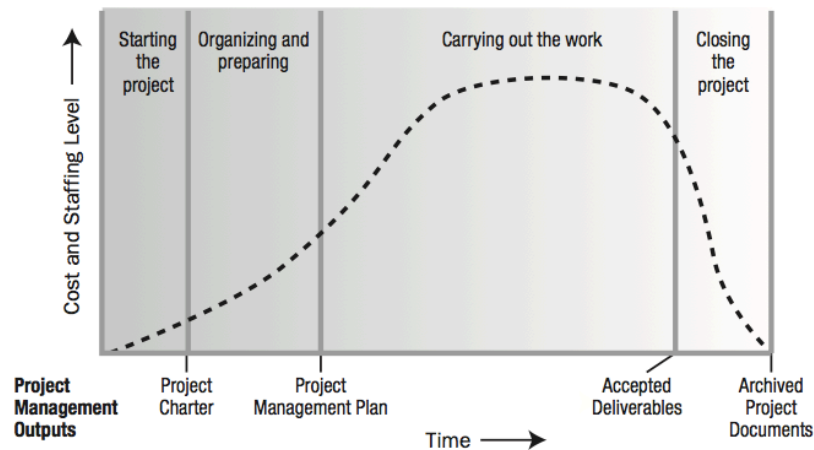 Starting
the
project
Organizing and
preparing
Carrying out the work
Closing
the
project
Cost and Staffing Level
Project
Management
Outputs
Project
Charter
Project
Management Plan
Accepted
Deliverables
Archived
Project
Documents
Time